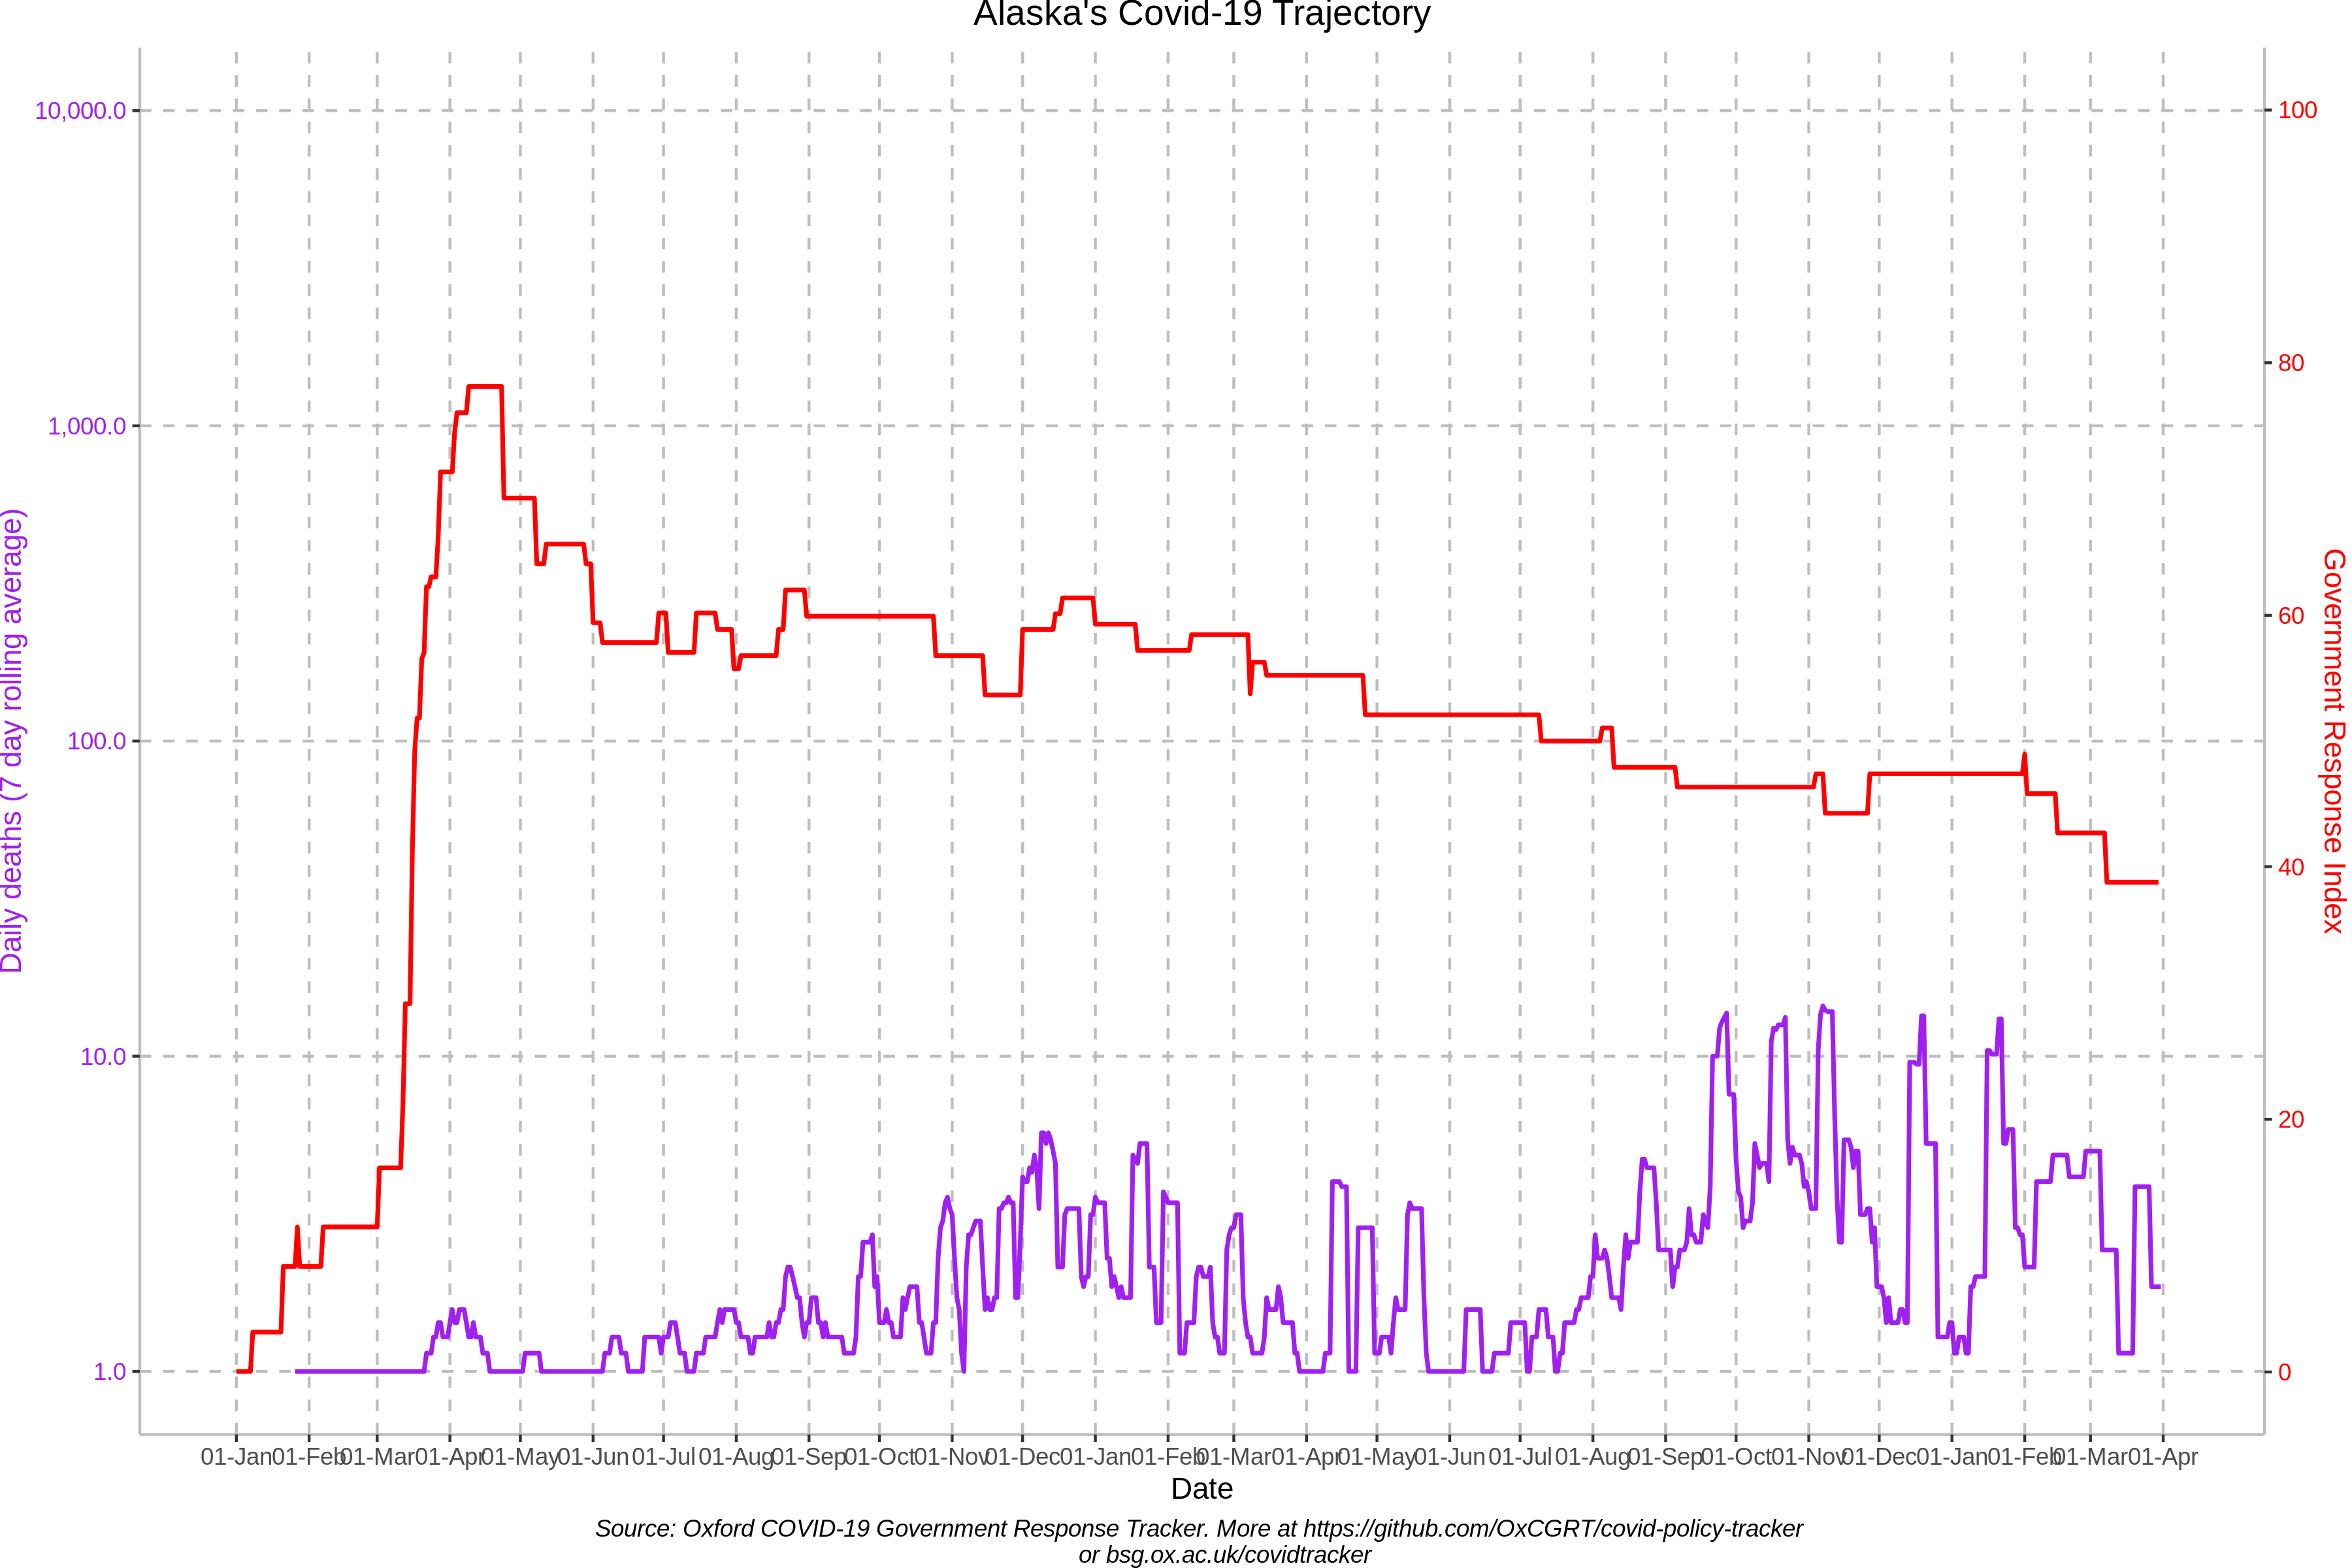 Alaska's Covid-19 Trajectory
10,000.0
1,000.0
100.0
10.0
1.0
Daily deaths (7 day rolling average)
100
80
60
40
20
0
Government Response Index
01-Jan 01-Feb 01-Mar 01-Apr 01-May 01-Jun 01-Jul 01-Aug 01-Sep 01-Oct 01-Nov 01-Dec 01-Jan 01-Feb 01-Mar 01-Apr 01-May 01-Jun 01-Jul 01-Aug 01-Sep 01-Oct 01-Nov 01-Dec 01-Jan 01-Feb 01-Mar 01-Apr
Date
Source: Oxford COVID-19 Government Response Tracker. More at https://github.com/OxCGRT/covid-policy-tracker
or bsg.ox.ac.uk/covidtracker